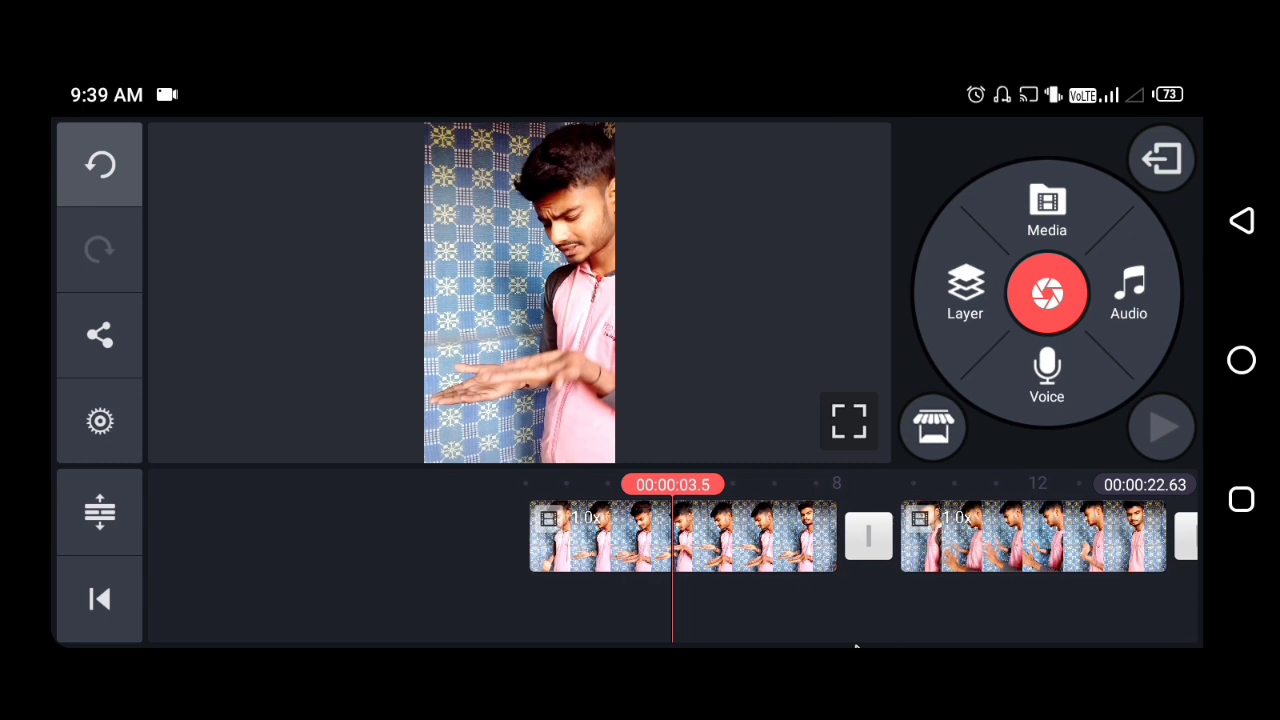 9:39 AM
VoLTE
73
Media
Layer
Audio
Voice
00:00:03.5
8
12
00:00:22.63
1.0x
1.0x